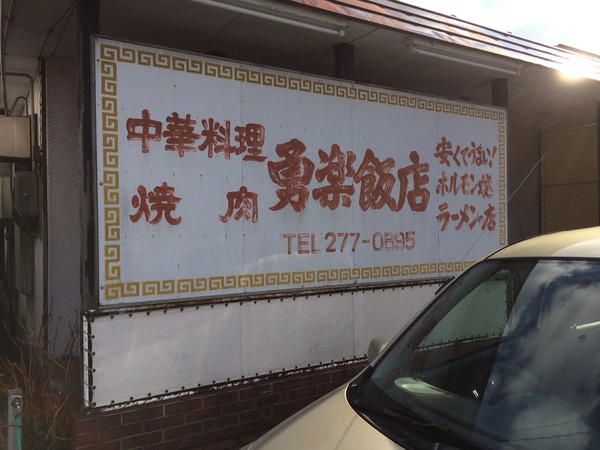 中華料理
焼肉
勇楽飯店
TEL 277-0895
安くてうまい!
ホルモン焼
ラーメンの店